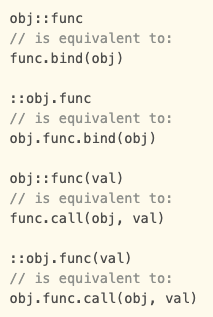 obj::func
// is equivalent to:
func.bind(obj)
::obj.func
// is equivalent to:
obj.func.bind(obj)
obj::func(val)
// is equivalent to:
func.call(obj, val)
::obj.func(val)
// is equivalent to:
obj.func.call(obj, val)